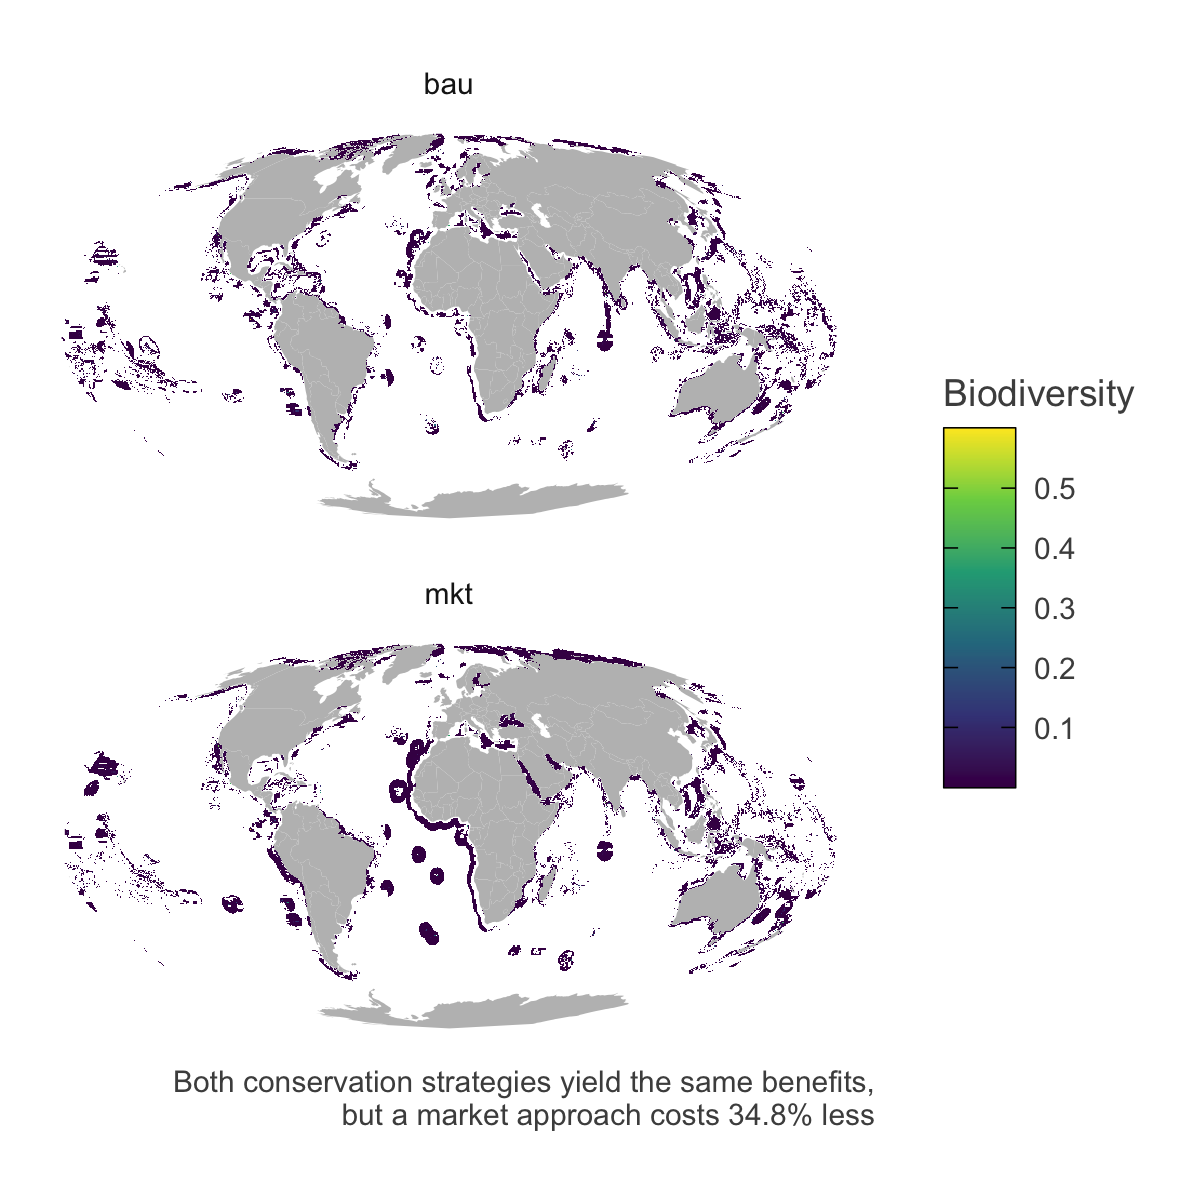 bau
Biodiversity
0.5
0.4
0.3
0.2
0.1
mkt
Both conservation strategies yield the same benefits,
but a market approach costs 34.8% less